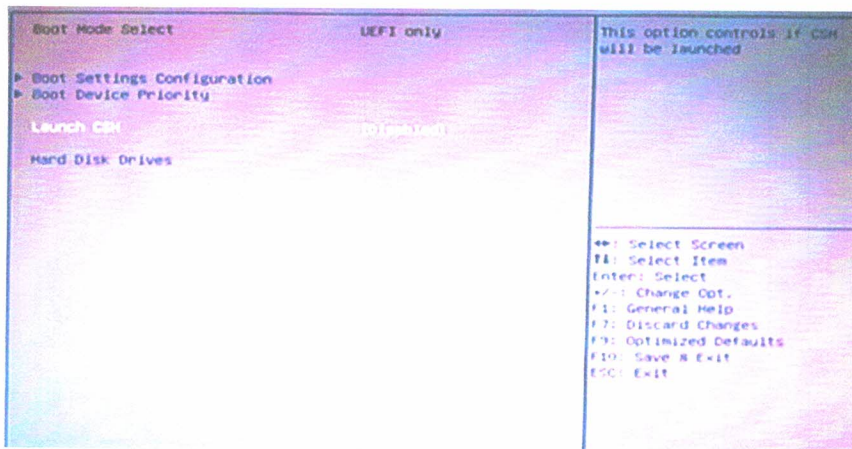 Boot Mode Select UEFI only
Boot Settings Configuration
Boot Device Priority
Launch CSM [Disabled]
Hard Disk Drives
This option controls if CSM
will be launched
↔: Select Screen
↑↓: Select Item
Enter: Select
+/-: Change Opt.
F1: General Help
F7: Discard Changes
F9: Optimized Defaults
F10: Save & Exit
ESC: Exit